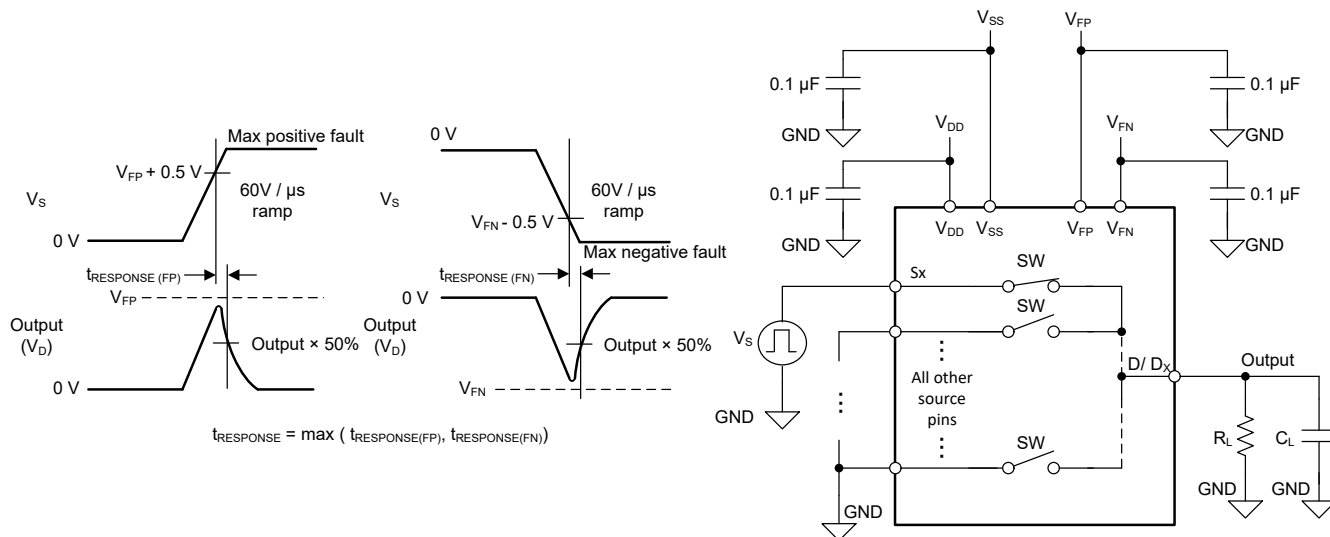 Max positive fault
V_FP + 0.5 V
60V / µs
ramp
V_S
0 V
t_RESPONSE (FP)
V_FP
Output
(V_D)
Output × 50%
0 V
0 V
V_S
60V / µs
ramp
V_FN - 0.5 V
Max negative fault
t_RESPONSE (FN)
0 V
Output
(V_D)
Output × 50%
V_FN
t_RESPONSE = max ( t_RESPONSE(FP), t_RESPONSE(FN))
V_SS
V_FP
0.1 µF
0.1 µF
GND
GND
V_DD
V_FN
0.1 µF
0.1 µF
GND
GND
V_DD
V_SS
V_FP
V_FN
Sx
SW
SW
V_S
GND
...
...
All other
source
pins
...
SW
GND
D/ D_X
Output
R_L
C_L
GND
GND